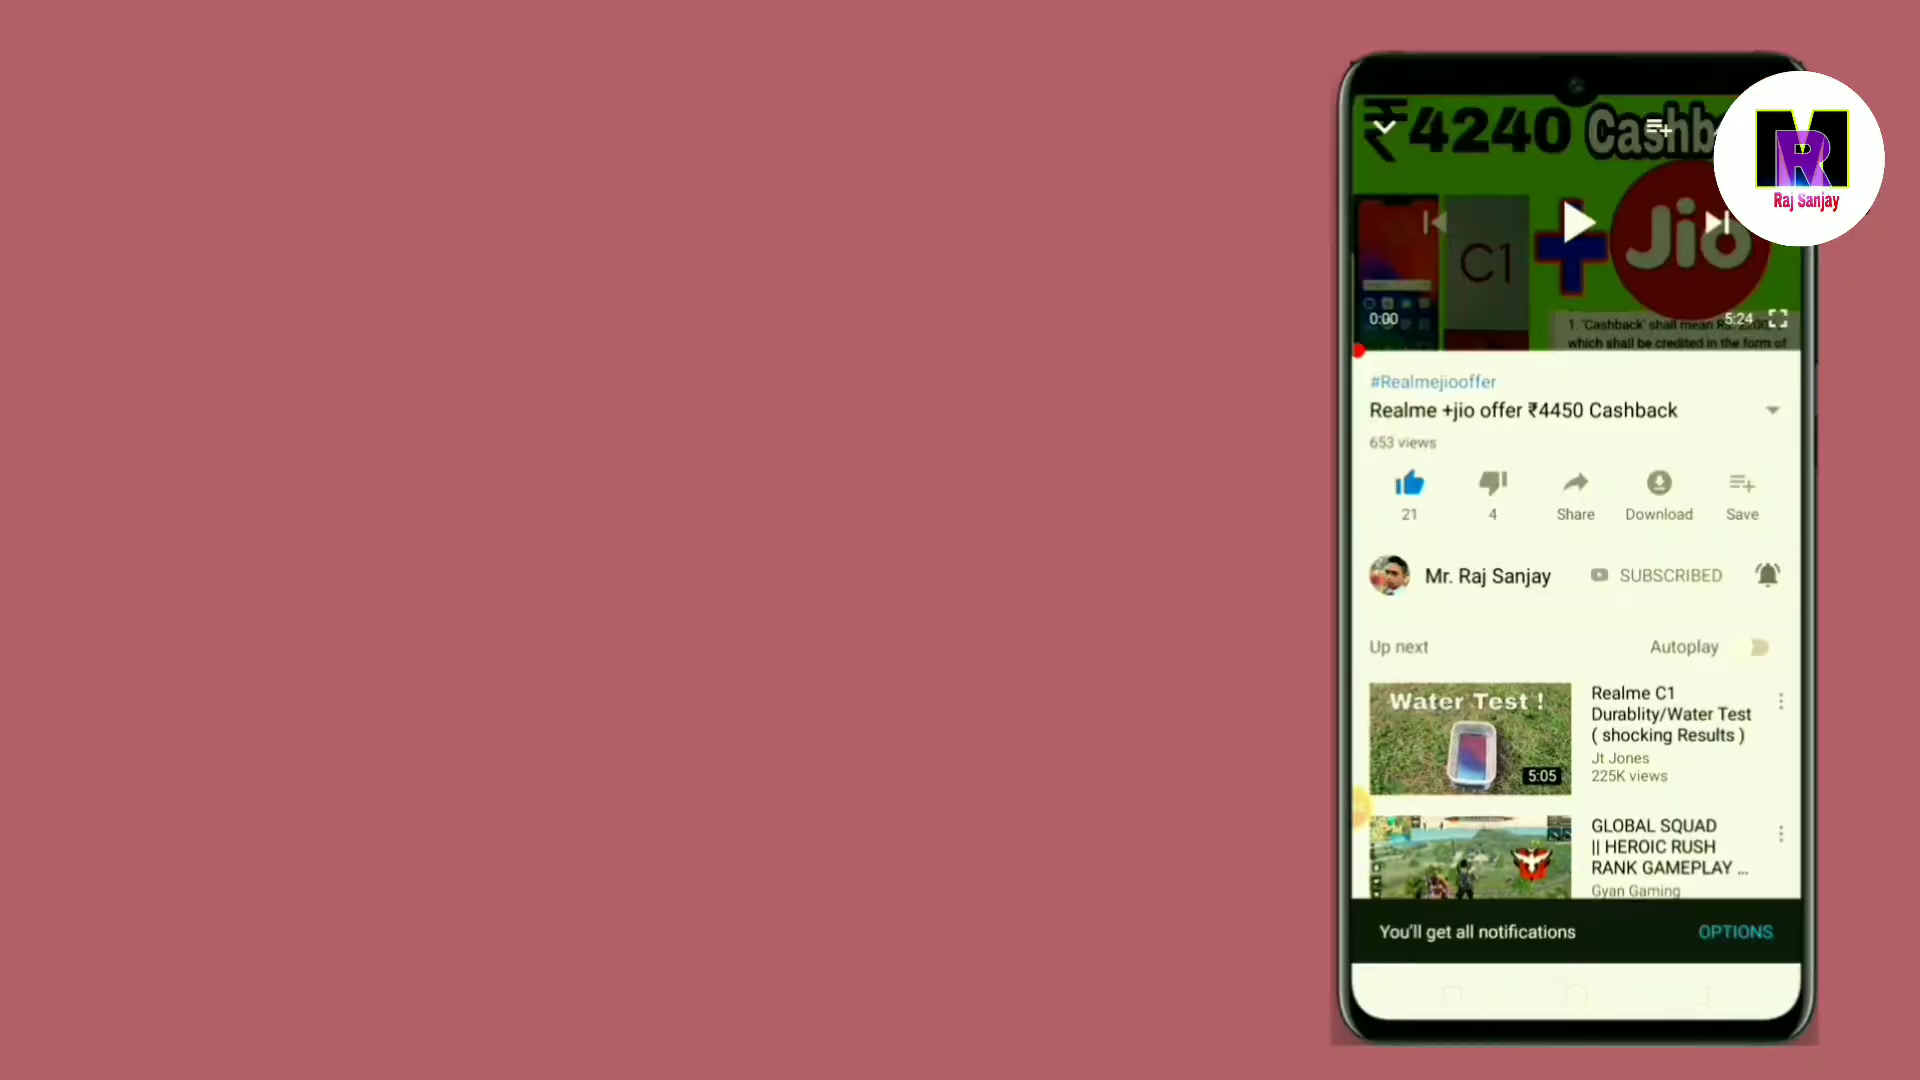 ₹4240 Cashb
MR
Raj Sanjay
C1
Jio
0:00
5:24
1. 'Cashback' shall mean Rs.
which shall be credited in the form of
#Realmejiooffer
Realme +jio offer ₹4450 Cashback
653 views
21
4
Share
Download
Save
Mr. Raj Sanjay
SUBSCRIBED
Up next
Autoplay
Water Test !
5:05
Realme C1
Durablity/Water Test
( shocking Results )
Jt Jones
225K views
GLOBAL SQUAD
|| HEROIC RUSH
RANK GAMEPLAY ...
Gyan Gaming
You'll get all notifications
OPTIONS